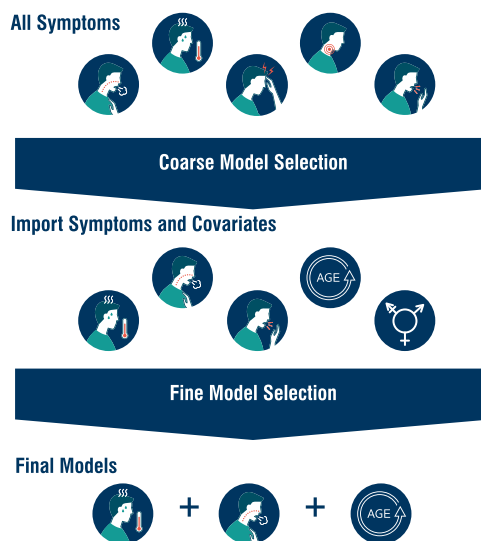 All Symptoms
Coarse Model Selection
Import Symptoms and Covariates
AGE
Fine Model Selection
Final Models
+ +
AGE